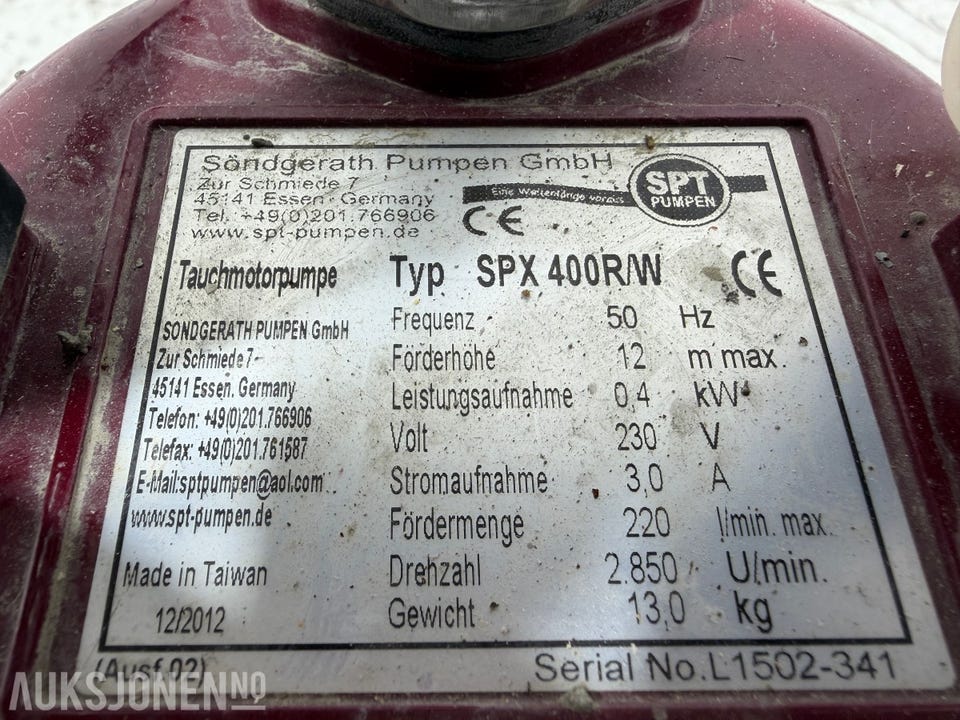 Söndgerath Pumpen GmbH
Zur Schmiede 7
45141 Essen - Germany
Tel. +49(0)201.766906
www.spt-pumpen.de
Eine Wellenlänge voraus
SPT
PUMPEN
CE
Tauchmotorpumpe
Typ SPX 400R/W CE
SONDGERATH PUMPEN GmbH
Zur Schmiede 7
45141 Essen. Germany
Telefon: +49(0)201.766906
Telefax: +49(0)201.761587
E-Mail:sptpumpen@aol.com
www.spt-pumpen.de
Made in Taiwan
12/2012
Frequenz 50 Hz
Förderhöhe 12 m max.
Leistungsaufnahme 0,4 kW
Volt 230 V
Stromaufnahme 3,0 A
Fördermenge 220 l/min. max.
Drehzahl 2.850 U/min.
Gewicht 13,0 kg
(Ausf.02)
Serial No.L1502-341
AUKSJONEN.NO